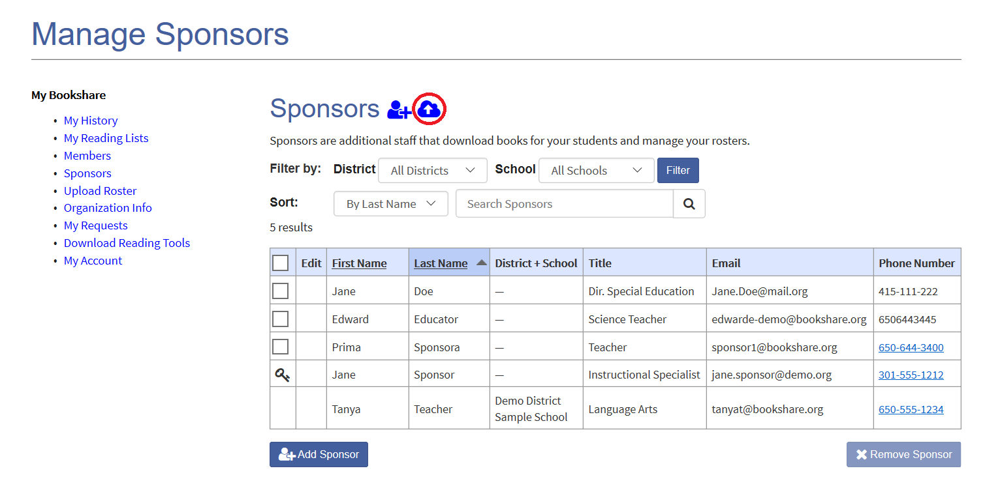 Manage Sponsors
My Bookshare
• My History
• My Reading Lists
• Members
• Sponsors
• Upload Roster
• Organization Info
• My Requests
• Download Reading Tools
• My Account
Sponsors
Sponsors are additional staff that download books for your students and manage your rosters.
Filter by: District All Districts School All Schools Filter
Sort: By Last Name Search Sponsors
5 results
Edit First Name Last Name District + School Title Email Phone Number
Jane Doe — Dir. Special Education Jane.Doe@mail.org 415-111-222
Edward Educator — Science Teacher edwarde-demo@bookshare.org 6506443445
Prima Sponsora — Teacher sponsor1@bookshare.org 650-644-3400
Jane Sponsor — Instructional Specialist jane.sponsor@demo.org 301-555-1212
Tanya Teacher Demo District Language Arts tanyat@bookshare.org 650-555-1234
Sample School
Add Sponsor Remove Sponsor